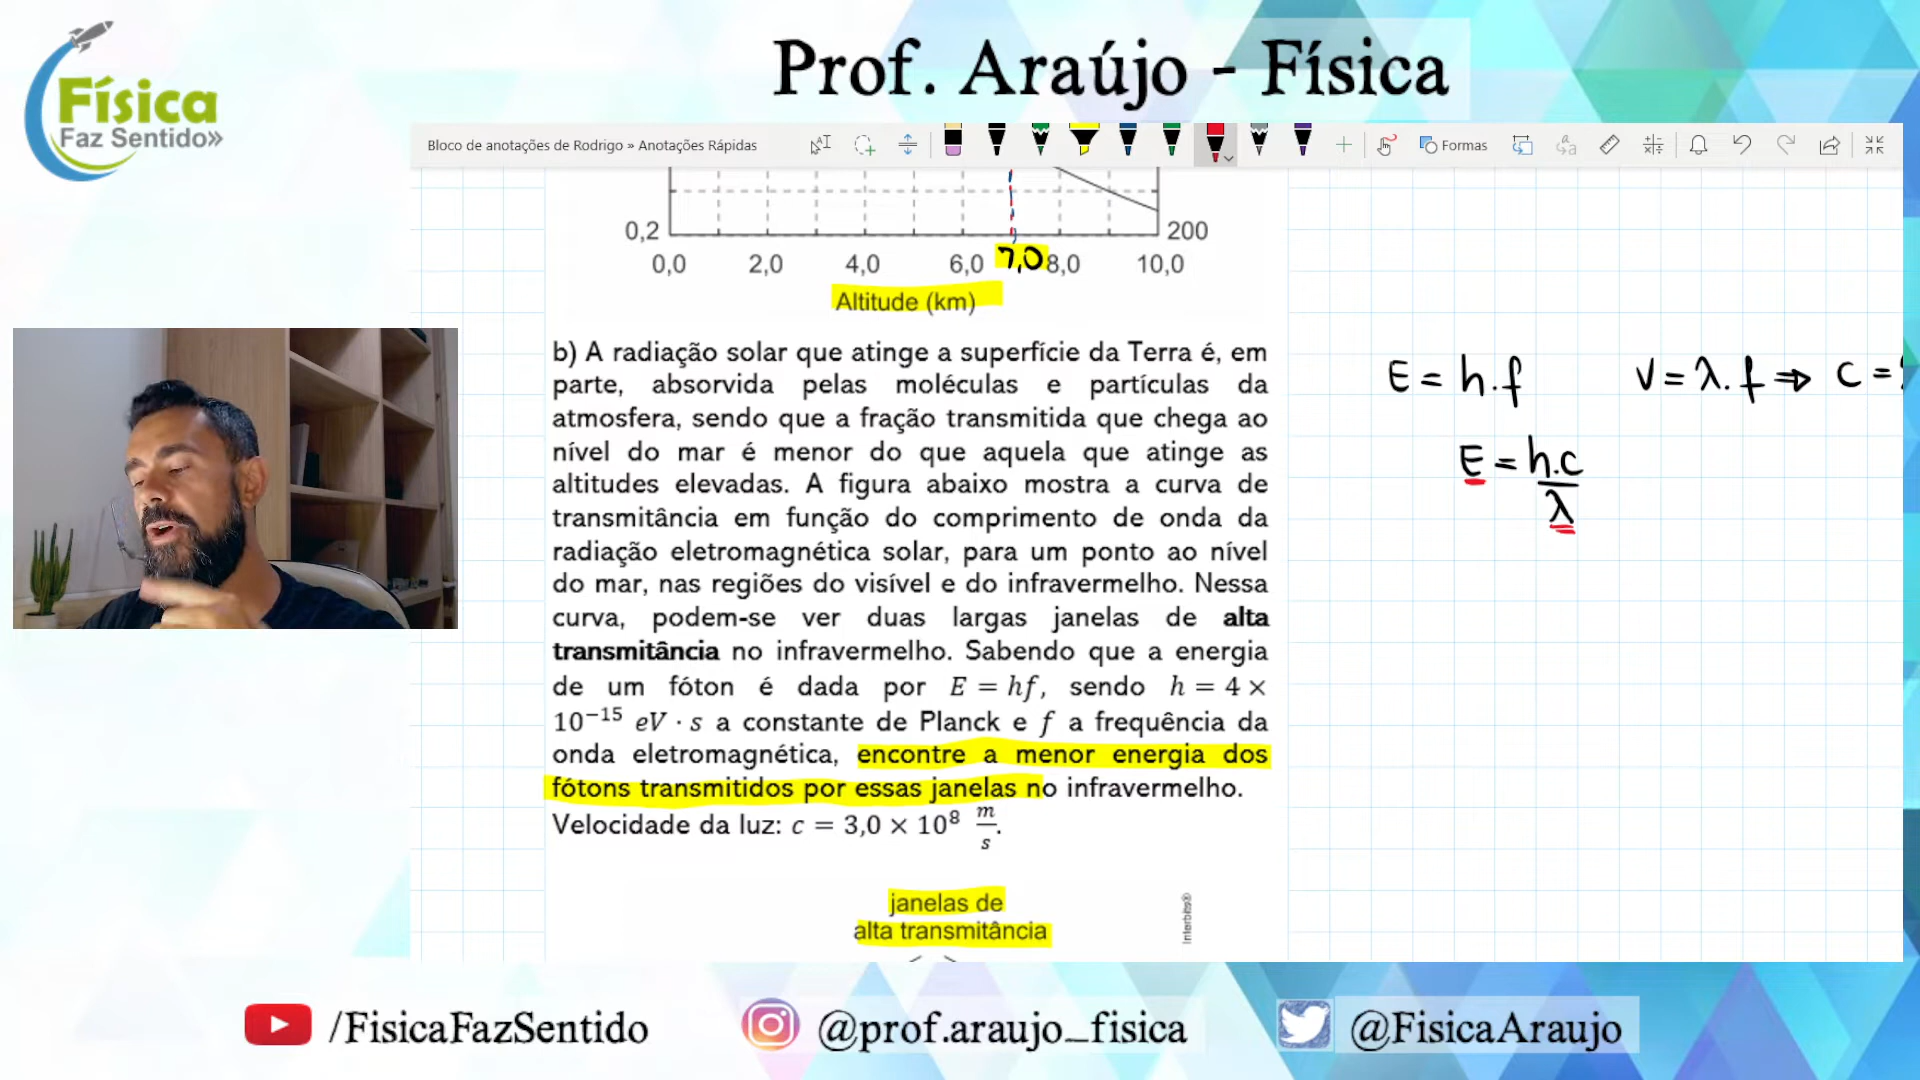 Prof. Araújo - Física
Física
Faz Sentido»
Bloco de anotações de Rodrigo » Anotações Rápidas
Formas
0,2
200
0,0 2,0 4,0 6,0 7,0 8,0 10,0
Altitude (km)
b) A radiação solar que atinge a superfície da Terra é, em
parte, absorvida pelas moléculas e partículas da
atmosfera, sendo que a fração transmitida que chega ao
nível do mar é menor do que aquela que atinge as
altitudes elevadas. A figura abaixo mostra a curva de
transmitância em função do comprimento de onda da
radiação eletromagnética solar, para um ponto ao nível
do mar, nas regiões do visível e do infravermelho. Nessa
curva, podem-se ver duas largas janelas de alta
transmitância no infravermelho. Sabendo que a energia
de um fóton é dada por E = hf, sendo h = 4 ×
10⁻¹⁵ eV · s a constante de Planck e f a frequência da
onda eletromagnética, encontre a menor energia dos
fótons transmitidos por essas janelas no infravermelho.
Velocidade da luz: c = 3,0 × 10⁸ m/s.
janelas de
alta transmitância
Interbits®
E = h.f
V = λ.f ⇒ C =
E = h.c/λ
/FisicaFazSentido
@prof.araujo_fisica
@FisicaAraujo